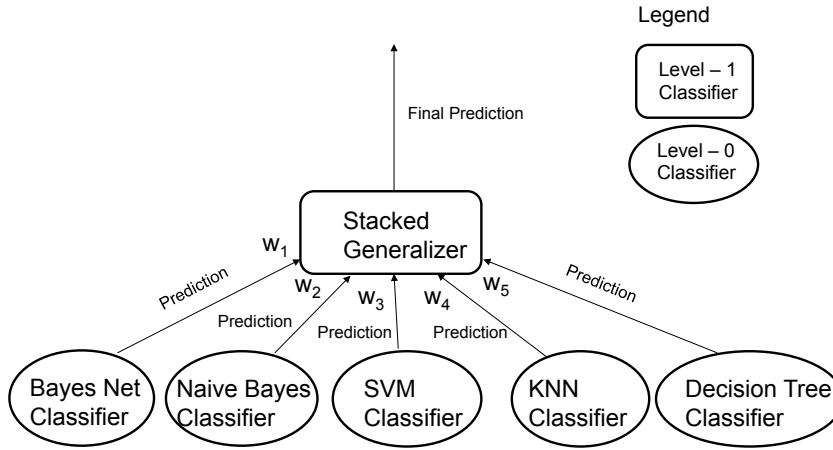 Legend
Level – 1
Classifier
Level – 0
Classifier
Final Prediction
Stacked
Generalizer
w1
w2
w3
w4
w5
Prediction
Prediction
Prediction
Prediction
Prediction
Bayes Net
Classifier
Naive Bayes
Classifier
SVM
Classifier
KNN
Classifier
Decision Tree
Classifier